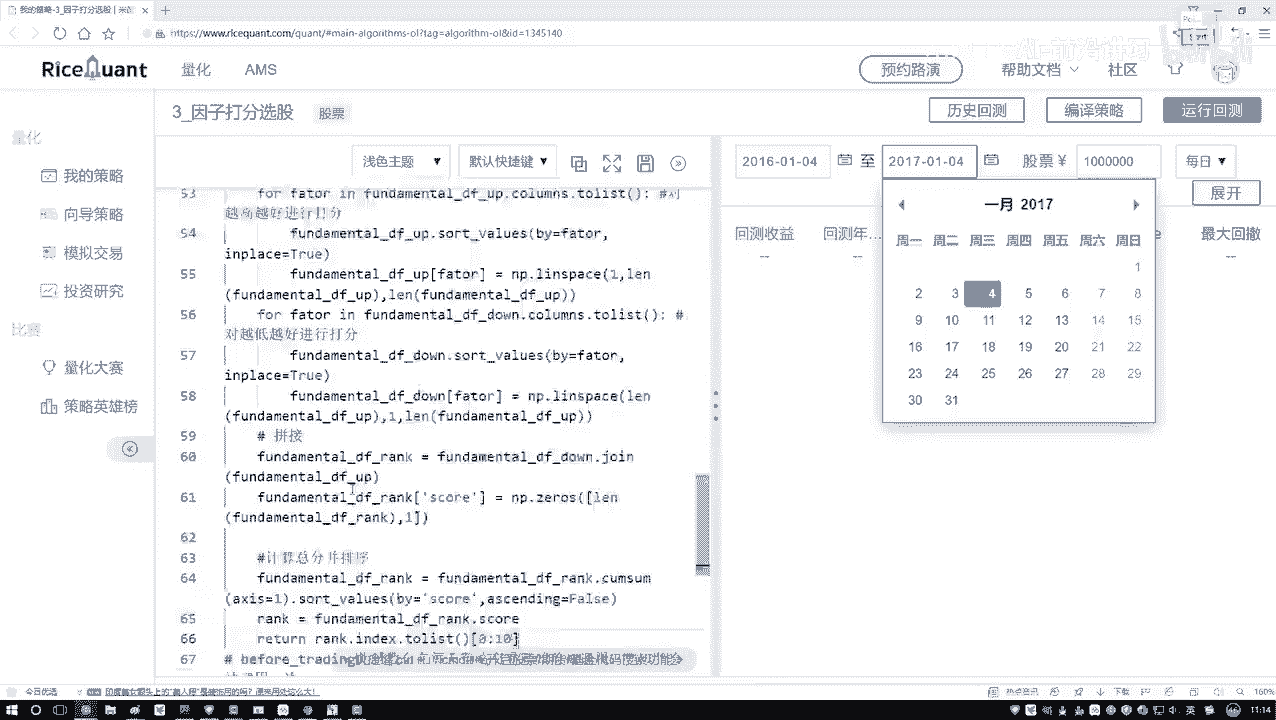 我的策略-3_因子打分选股 | 米
https://www.ricequant.com/quant/#main-algorithms-ol?tag=algorithm-ol&id=1345140
RiceQuant 量化 AMS 预约路演 帮助文档 社区
3_因子打分选股 股票 历史回测 编译策略 运行回测
量化
我的策略
向导策略
模拟交易
投资研究
量化大赛
策略英雄榜
浅色主题 默认快捷键
fator in fundamental_df_up.columns.tolist(): #对
越高越好进行打分
54 fundamental_df_up.sort_values(by=fator,
inplace=True)
55 fundamental_df_up[fator] = np.linspace(1,len
(fundamental_df_up),len(fundamental_df_up))
56 for fator in fundamental_df_down.columns.tolist(): #
对越低越好进行打分
57 fundamental_df_down.sort_values(by=fator,
inplace=True)
58 fundamental_df_down[fator] = np.linspace(len
(fundamental_df_up),1,len(fundamental_df_up))
59 # 拼接
60 fundamental_df_rank = fundamental_df_down.join
(fundamental_df_up)
61 fundamental_df_rank['score'] = np.zeros([len
(fundamental_df_rank),1])
62
63 #计算总分并排序
64 fundamental_df_rank = fundamental_df_rank.cumsum
(axis=1).sort_values(by='score',ascending=False)
65 rank = fundamental_df_rank.score
66 return rank.index.tolist()[0:10]
2016-01-04 至 2017-01-04 股票 ¥ 1000000 每日
展开
一月 2017
周一 周二 周三 周四 周五 周六 周日
1
2 3 4 5 6 7 8
9 10 11 12 13 14 15
16 17 18 19 20 21 22
23 24 25 26 27 28 29
30 31
回测收益 回测年... 最大回撤
-- -- --
今日优选 下载 160%
英 11:14